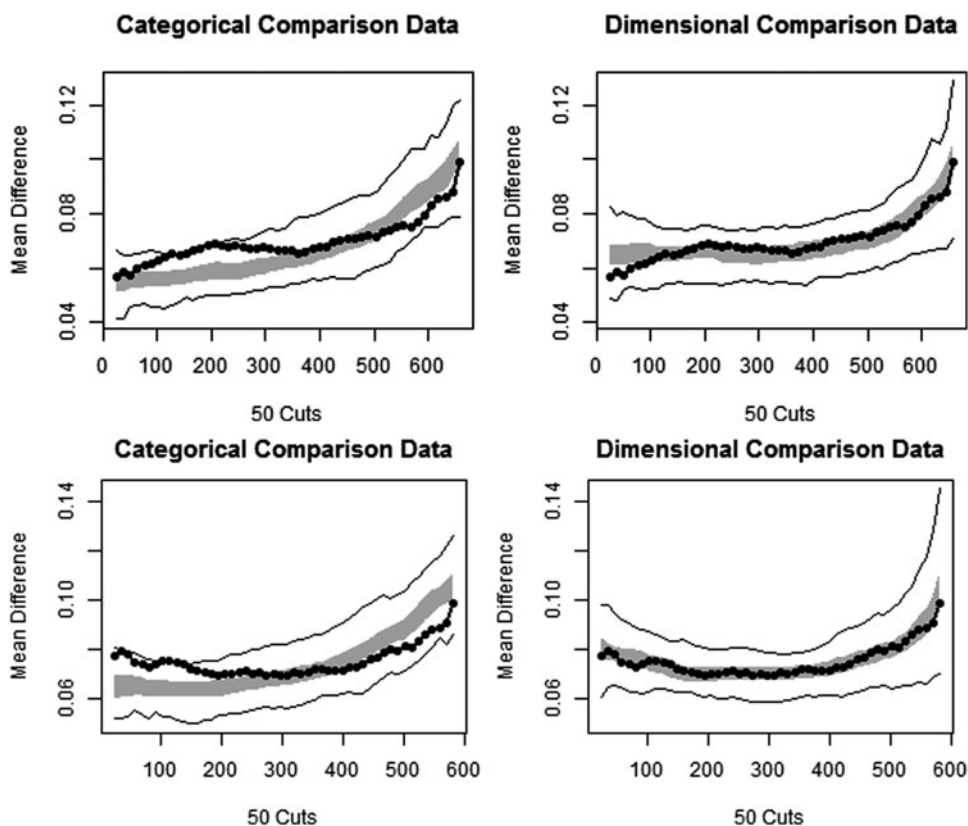 Categorical Comparison Data
Mean Difference
0.04 0.08 0.12
0 100 200 300 400 500 600
50 Cuts
Dimensional Comparison Data
Mean Difference
0.04 0.08 0.12
0 100 200 300 400 500 600
50 Cuts
Categorical Comparison Data
Mean Difference
0.06 0.10 0.14
100 200 300 400 500 600
50 Cuts
Dimensional Comparison Data
Mean Difference
0.06 0.10 0.14
100 200 300 400 500 600
50 Cuts